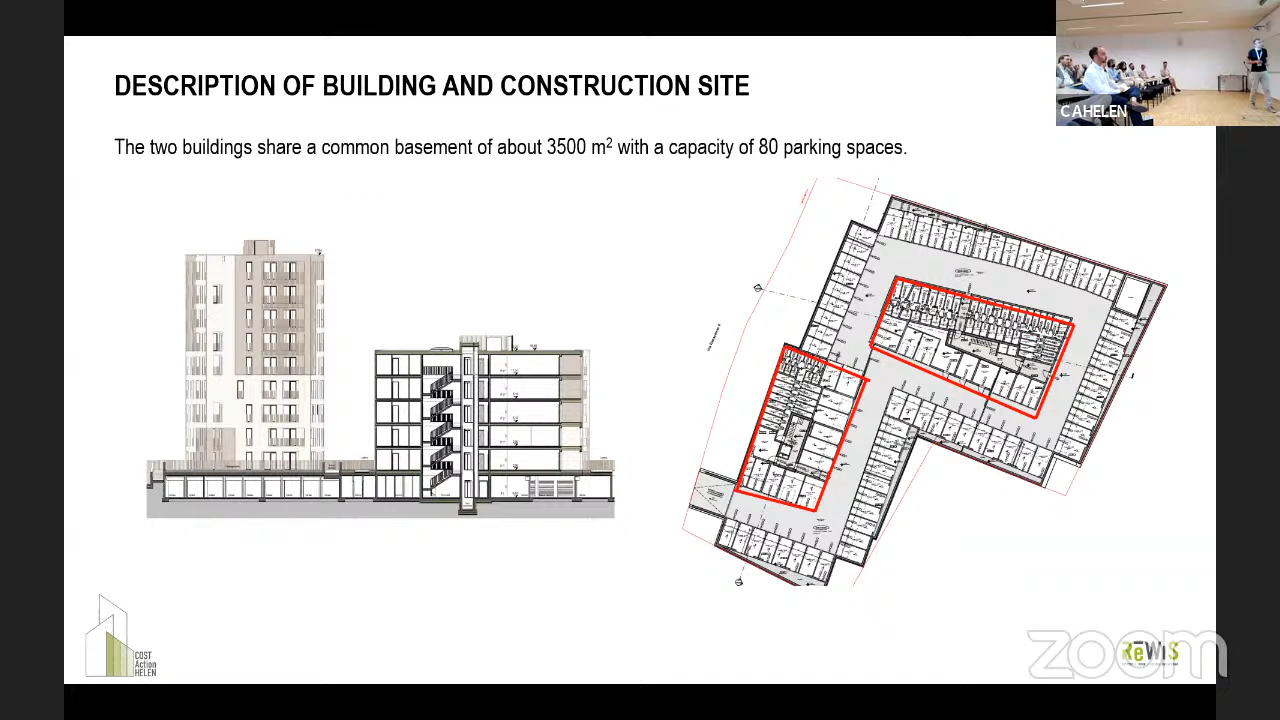 DESCRIPTION OF BUILDING AND CONSTRUCTION SITE
CAHELEN
The two buildings share a common basement of about 3500 m² with a capacity of 80 parking spaces.
COST
Action
HELEN
ReWiS
zoom